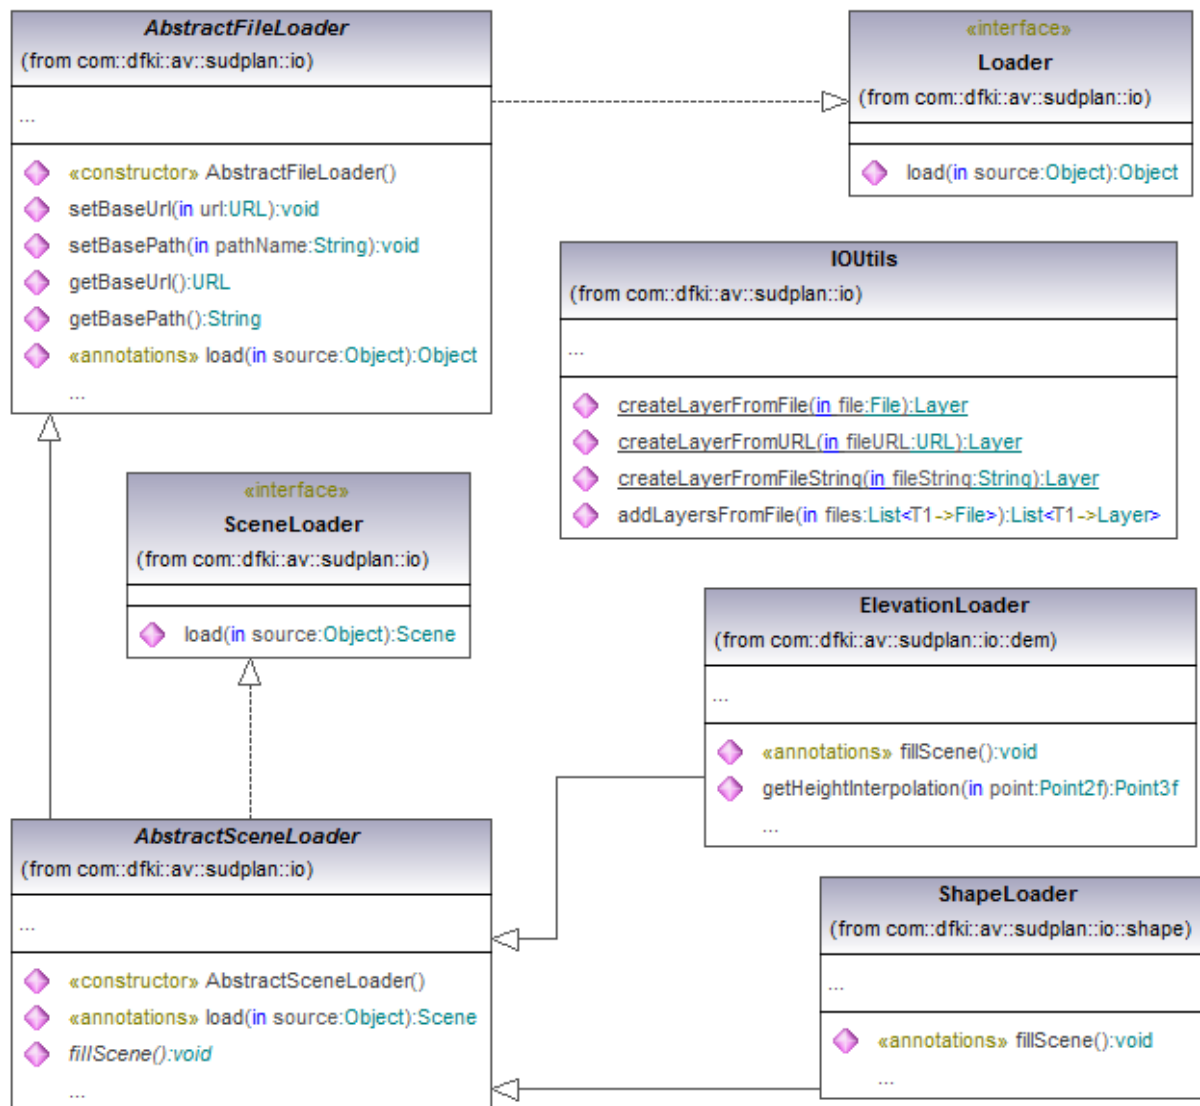 AbstractFileLoader
(from com::dfki::av::sudplan::io)
...
«constructor» AbstractFileLoader()
setBaseUrl(in url:URL):void
setBasePath(in pathName:String):void
getBaseUrl():URL
getBasePath():String
«annotations» load(in source:Object):Object
...
«interface»
Loader
(from com::dfki::av::sudplan::io)
load(in source:Object):Object
IOUtils
(from com::dfki::av::sudplan::io)
...
createLayerFromFile(in file:File):Layer
createLayerFromURL(in fileURL:URL):Layer
createLayerFromFileString(in fileString:String):Layer
addLayersFromFile(in files:List<T1->File>):List<T1->Layer>
«interface»
SceneLoader
(from com::dfki::av::sudplan::io)
load(in source:Object):Scene
ElevationLoader
(from com::dfki::av::sudplan::io::dem)
...
«annotations» fillScene():void
getHeightInterpolation(in point:Point2f):Point3f
...
AbstractSceneLoader
(from com::dfki::av::sudplan::io)
...
«constructor» AbstractSceneLoader()
«annotations» load(in source:Object):Scene
fillScene():void
...
ShapeLoader
(from com::dfki::av::sudplan::io::shape)
...
«annotations» fillScene():void
...